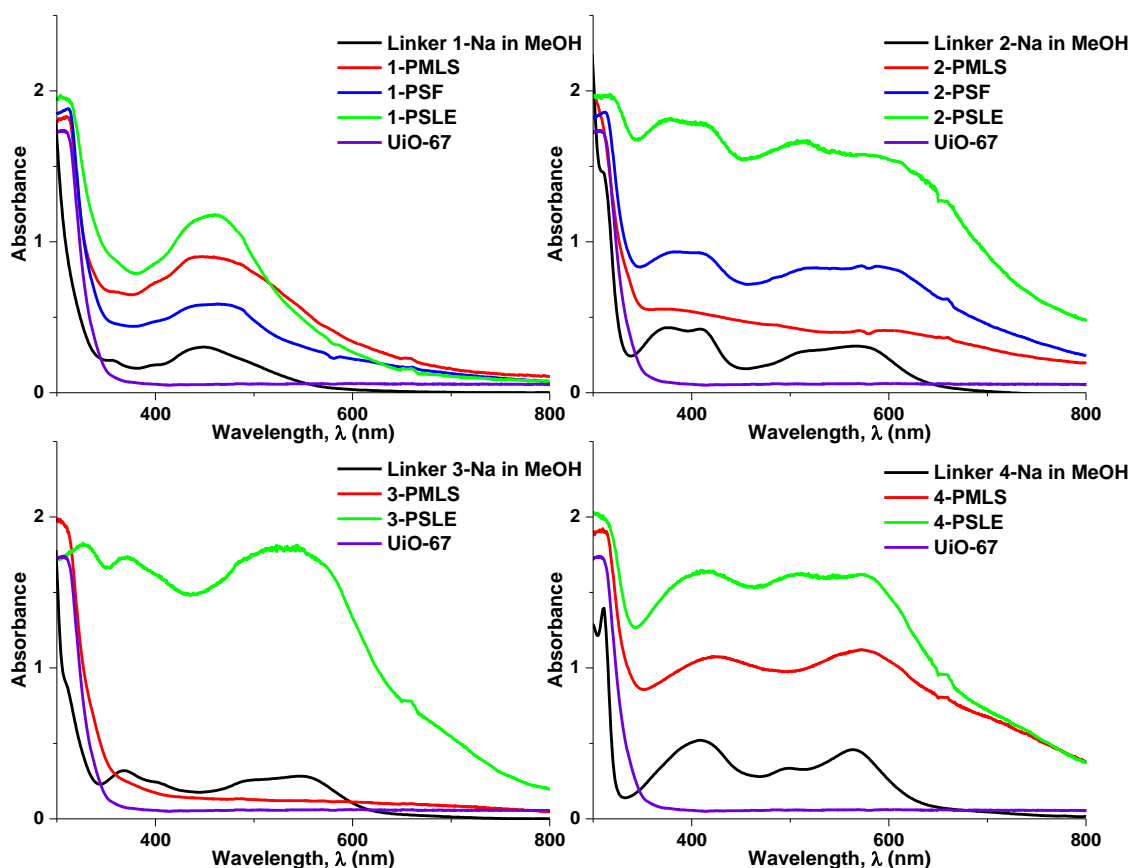 Linker 1-Na in MeOH
1-PMLS
1-PSF
1-PSLE
UiO-67
2
1
0
Absorbance
400
600
800
Wavelength, λ (nm)
Linker 2-Na in MeOH
2-PMLS
2-PSF
2-PSLE
UiO-67
2
1
0
Absorbance
400
600
800
Wavelength, λ (nm)
Linker 3-Na in MeOH
3-PMLS
3-PSLE
UiO-67
2
1
0
Absorbance
400
600
800
Wavelength, λ (nm)
Linker 4-Na in MeOH
4-PMLS
4-PSLE
UiO-67
2
1
0
Absorbance
400
600
800
Wavelength, λ (nm)